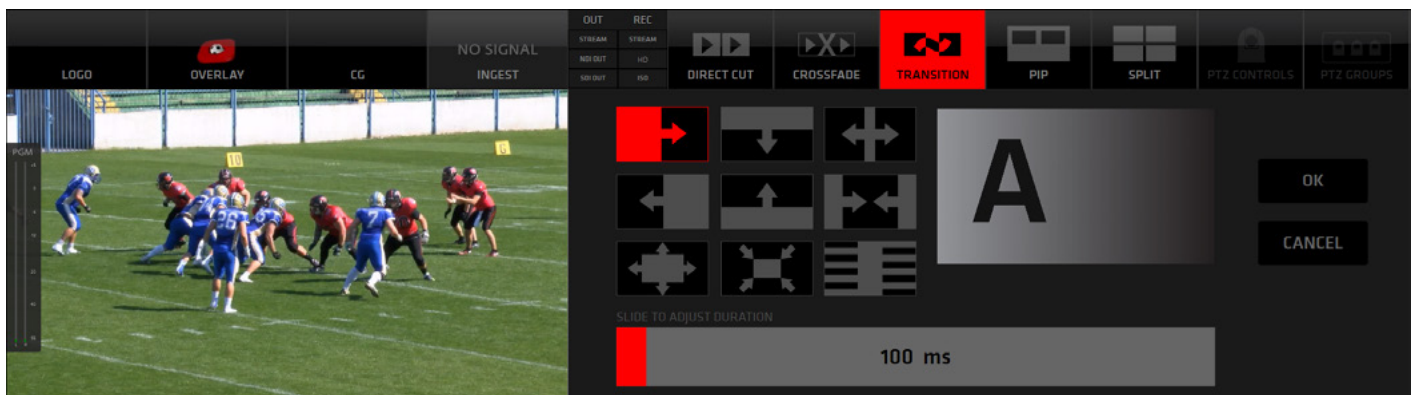 NO SIGNAL
LOGO
OVERLAY
CG
INGEST
OUT
REC
STREAM
STREAM
NDI OUT
HD
SDI OUT
ISO
DIRECT CUT
CROSSFADE
TRANSITION
PIP
SPLIT
PTZ CONTROLS
PTZ GROUPS
PGM
10
G
26
7
A
OK
CANCEL
SLIDE TO ADJUST DURATION
100 ms